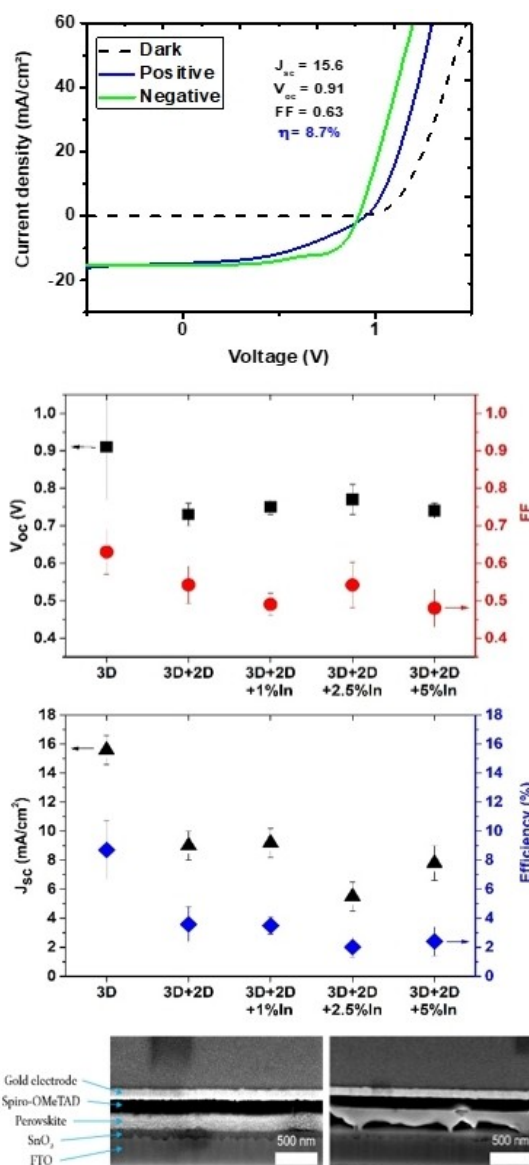 60
40
20
0
-20
Current density (mA/cm²)
Dark
Positive
Negative
J_sc = 15.6
V_oc = 0.91
FF = 0.63
η = 8.7%
0 1
Voltage (V)
1.0
0.9
0.8
0.7
0.6
0.5
0.4
V_OC (V)
1.0
0.9
0.8
0.7
0.6
0.5
0.4
FF
3D 3D+2D 3D+2D 3D+2D 3D+2D
+1%In +2.5%In +5%In
18
16
14
12
10
8
6
4
2
0
J_SC (mA/cm²)
18
16
14
12
10
8
6
4
2
0
Efficiency (%)
3D 3D+2D 3D+2D 3D+2D 3D+2D
+1%In +2.5%In +5%In
Gold electrode
Spiro-OMeTAD
Perovskite
FTO
500 nm
500 nm